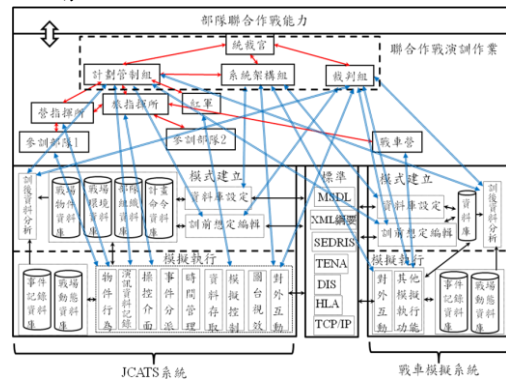 部隊聯合作戰能力
統裁官
聯合作戰演訓作業
計劃管制組
系統架構組
裁判組
營指揮所
旅指揮所
紅軍
參訓部隊1
參訓部隊2
戰車營
模式建立
標準
模式建立
訓後資料分析
戰場物件資料庫
戰場環境資料庫
部隊組織資料庫
計畫命令資料庫
資料庫設定
訓前想定編輯
MSDL
XML綱要
SEDRIS
TENA
DIS
HLA
TCP/IP
資料庫設定
訓前想定編輯
資料庫
訓後資料分析
模擬執行
模擬執行
事件記錄資料庫
戰場動態資料庫
物件行為
演訊資料記錄
操控介面
事件分派
時間管理
資料存取
模擬控制
圖台視效
對外互動
對外互動
其他模擬執行功能
事件記錄資料庫
戰場動態資料庫
JCATS系統
戰車模擬系統